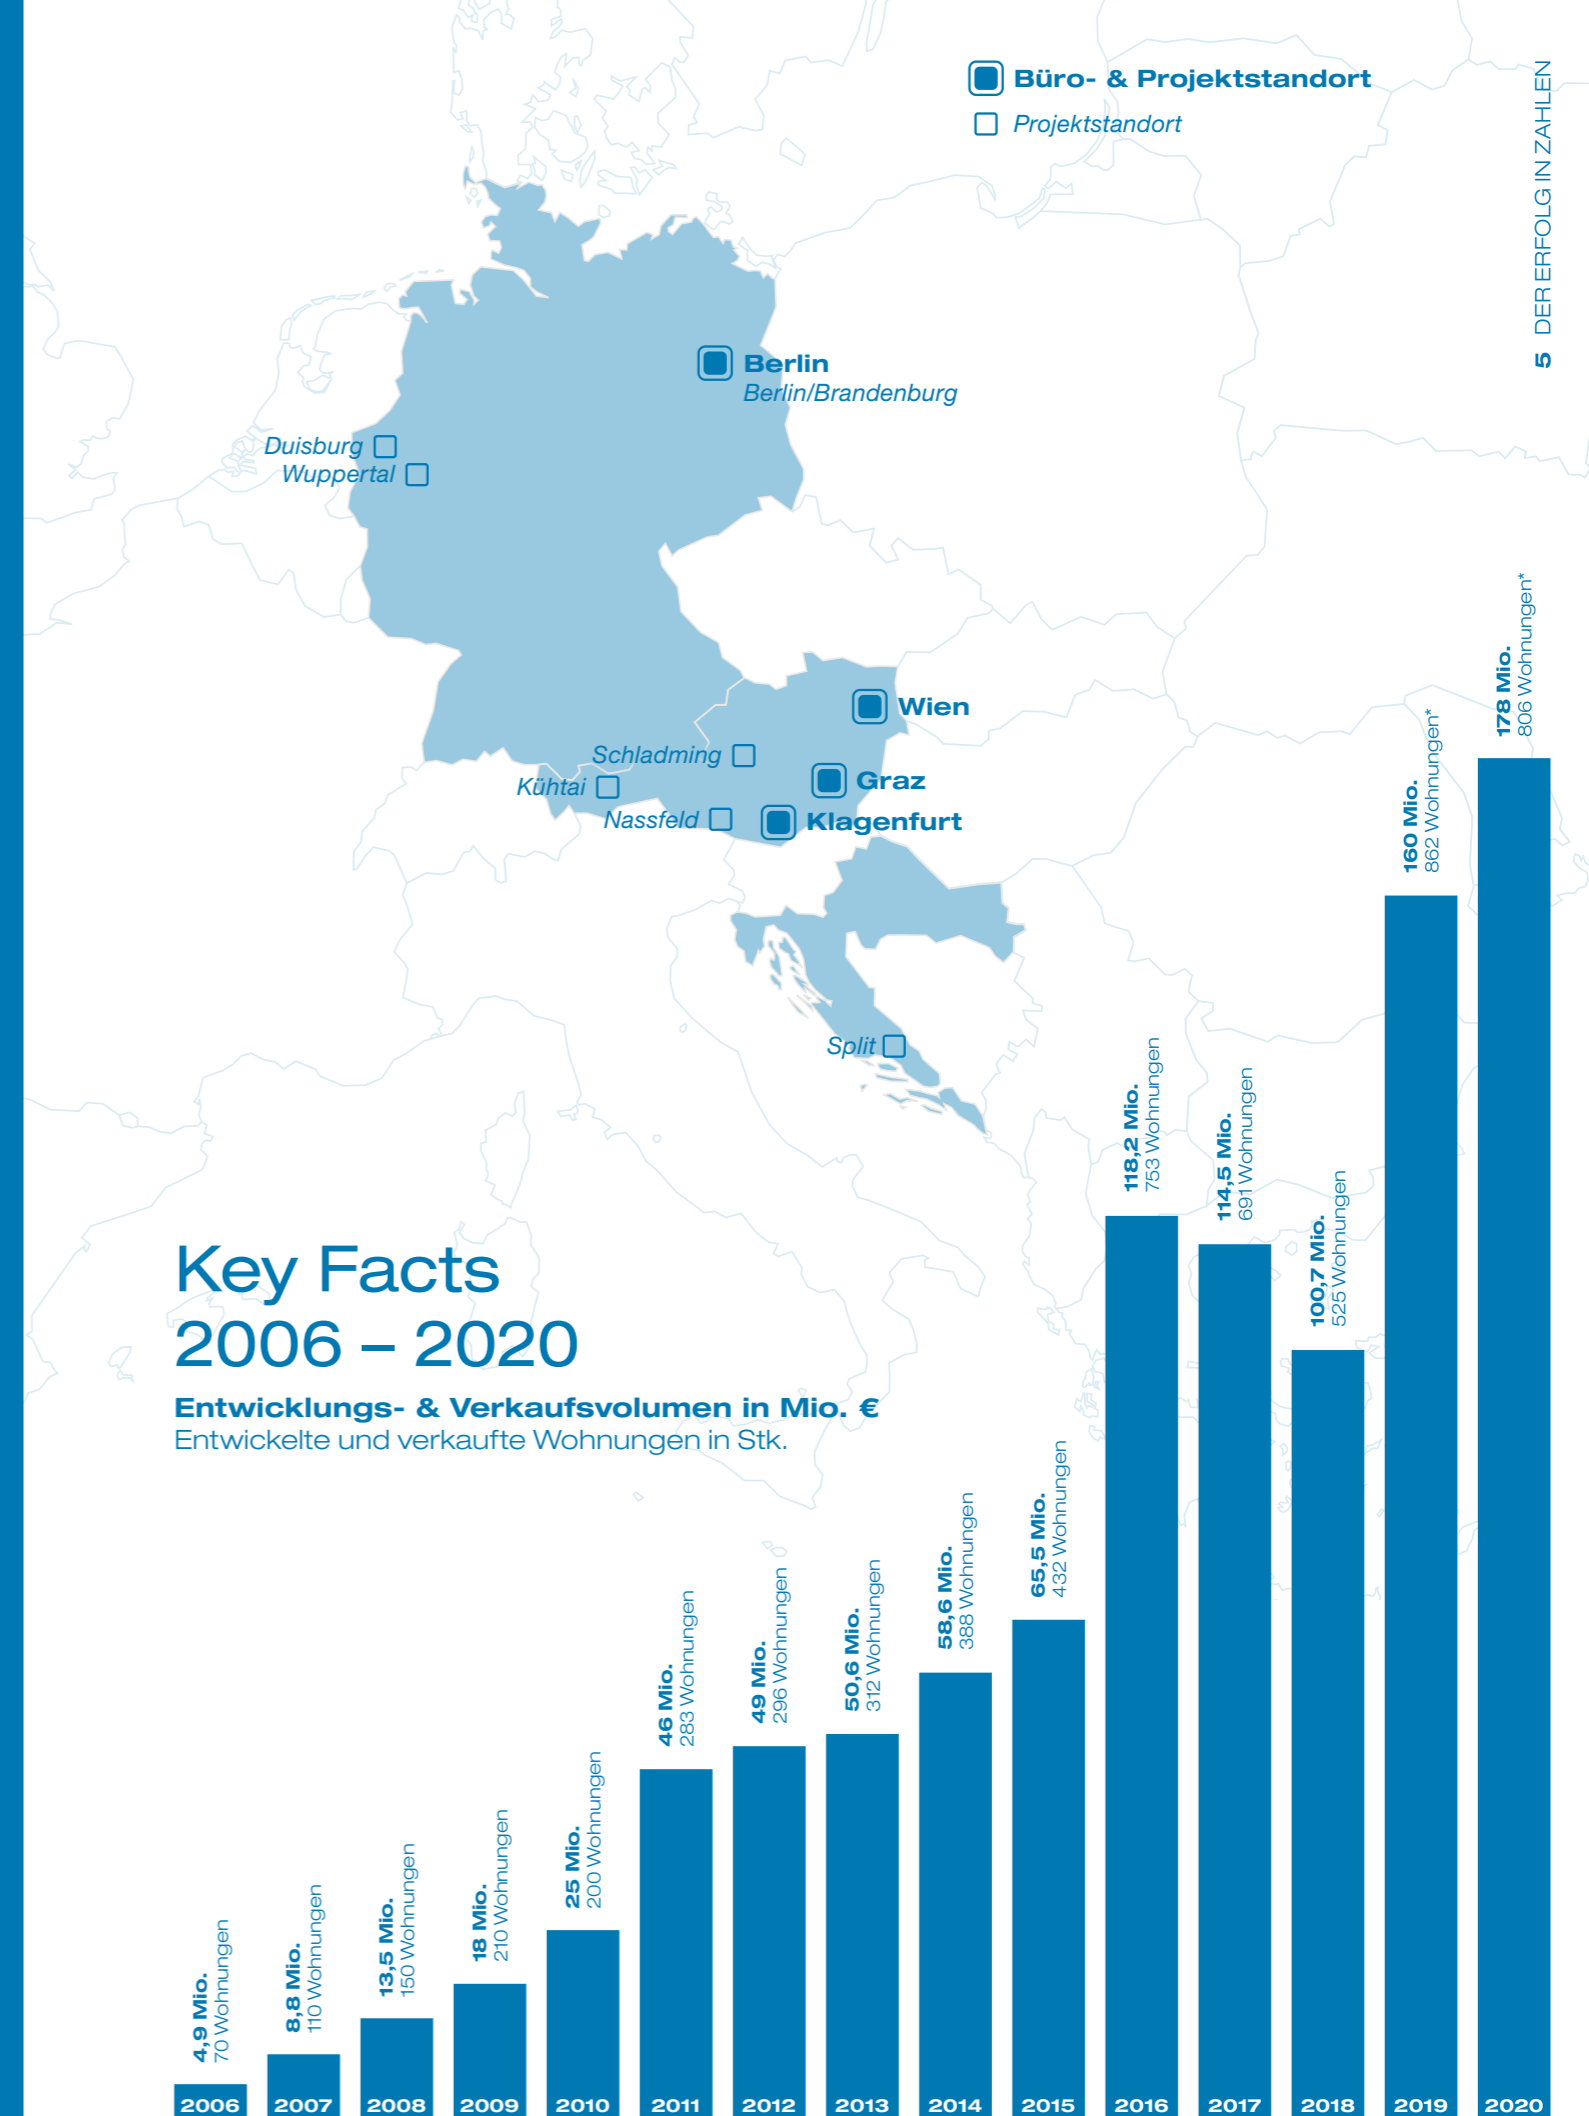 Büro- & Projektstandort
Projektstandort
5 DER ERFOLG IN ZAHLEN
Berlin
Berlin/Brandenburg
Duisburg
Wuppertal
Wien
Schladming
Graz
Kühtai
Nassfeld
Klagenfurt
Split
Key Facts
2006 – 2020
Entwicklungs- & Verkaufsvolumen in Mio. €
Entwickelte und verkaufte Wohnungen in Stk.
4,9 Mio.
70 Wohnungen
8,8 Mio.
110 Wohnungen
13,5 Mio.
150 Wohnungen
18 Mio.
210 Wohnungen
25 Mio.
200 Wohnungen
46 Mio.
283 Wohnungen
49 Mio.
296 Wohnungen
50,6 Mio.
312 Wohnungen
58,6 Mio.
388 Wohnungen
65,5 Mio.
432 Wohnungen
118,2 Mio.
753 Wohnungen
114,5 Mio.
691 Wohnungen
100,7 Mio.
525 Wohnungen
160 Mio.
862 Wohnungen*
178 Mio.
806 Wohnungen*
2006 2007 2008 2009 2010 2011 2012 2013 2014 2015 2016 2017 2018 2019 2020